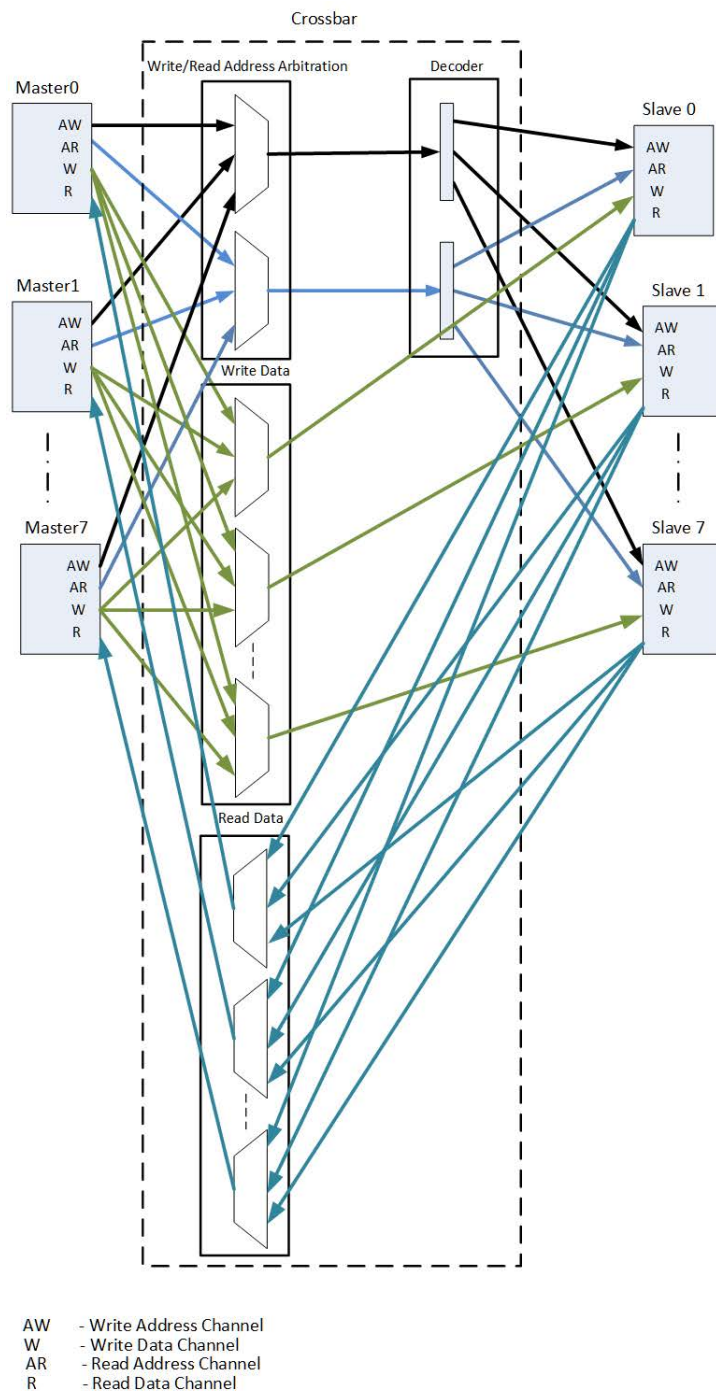 Crossbar
Write/Read Address Arbitration
Decoder
Master0
AW
AR
W
R
Slave 0
AW
AR
W
R
Master1
AW
AR
W
R
Slave 1
AW
AR
W
R
Write Data
Master7
AW
AR
W
R
Slave 7
AW
AR
W
R
Read Data
AW - Write Address Channel
W - Write Data Channel
AR - Read Address Channel
R - Read Data Channel